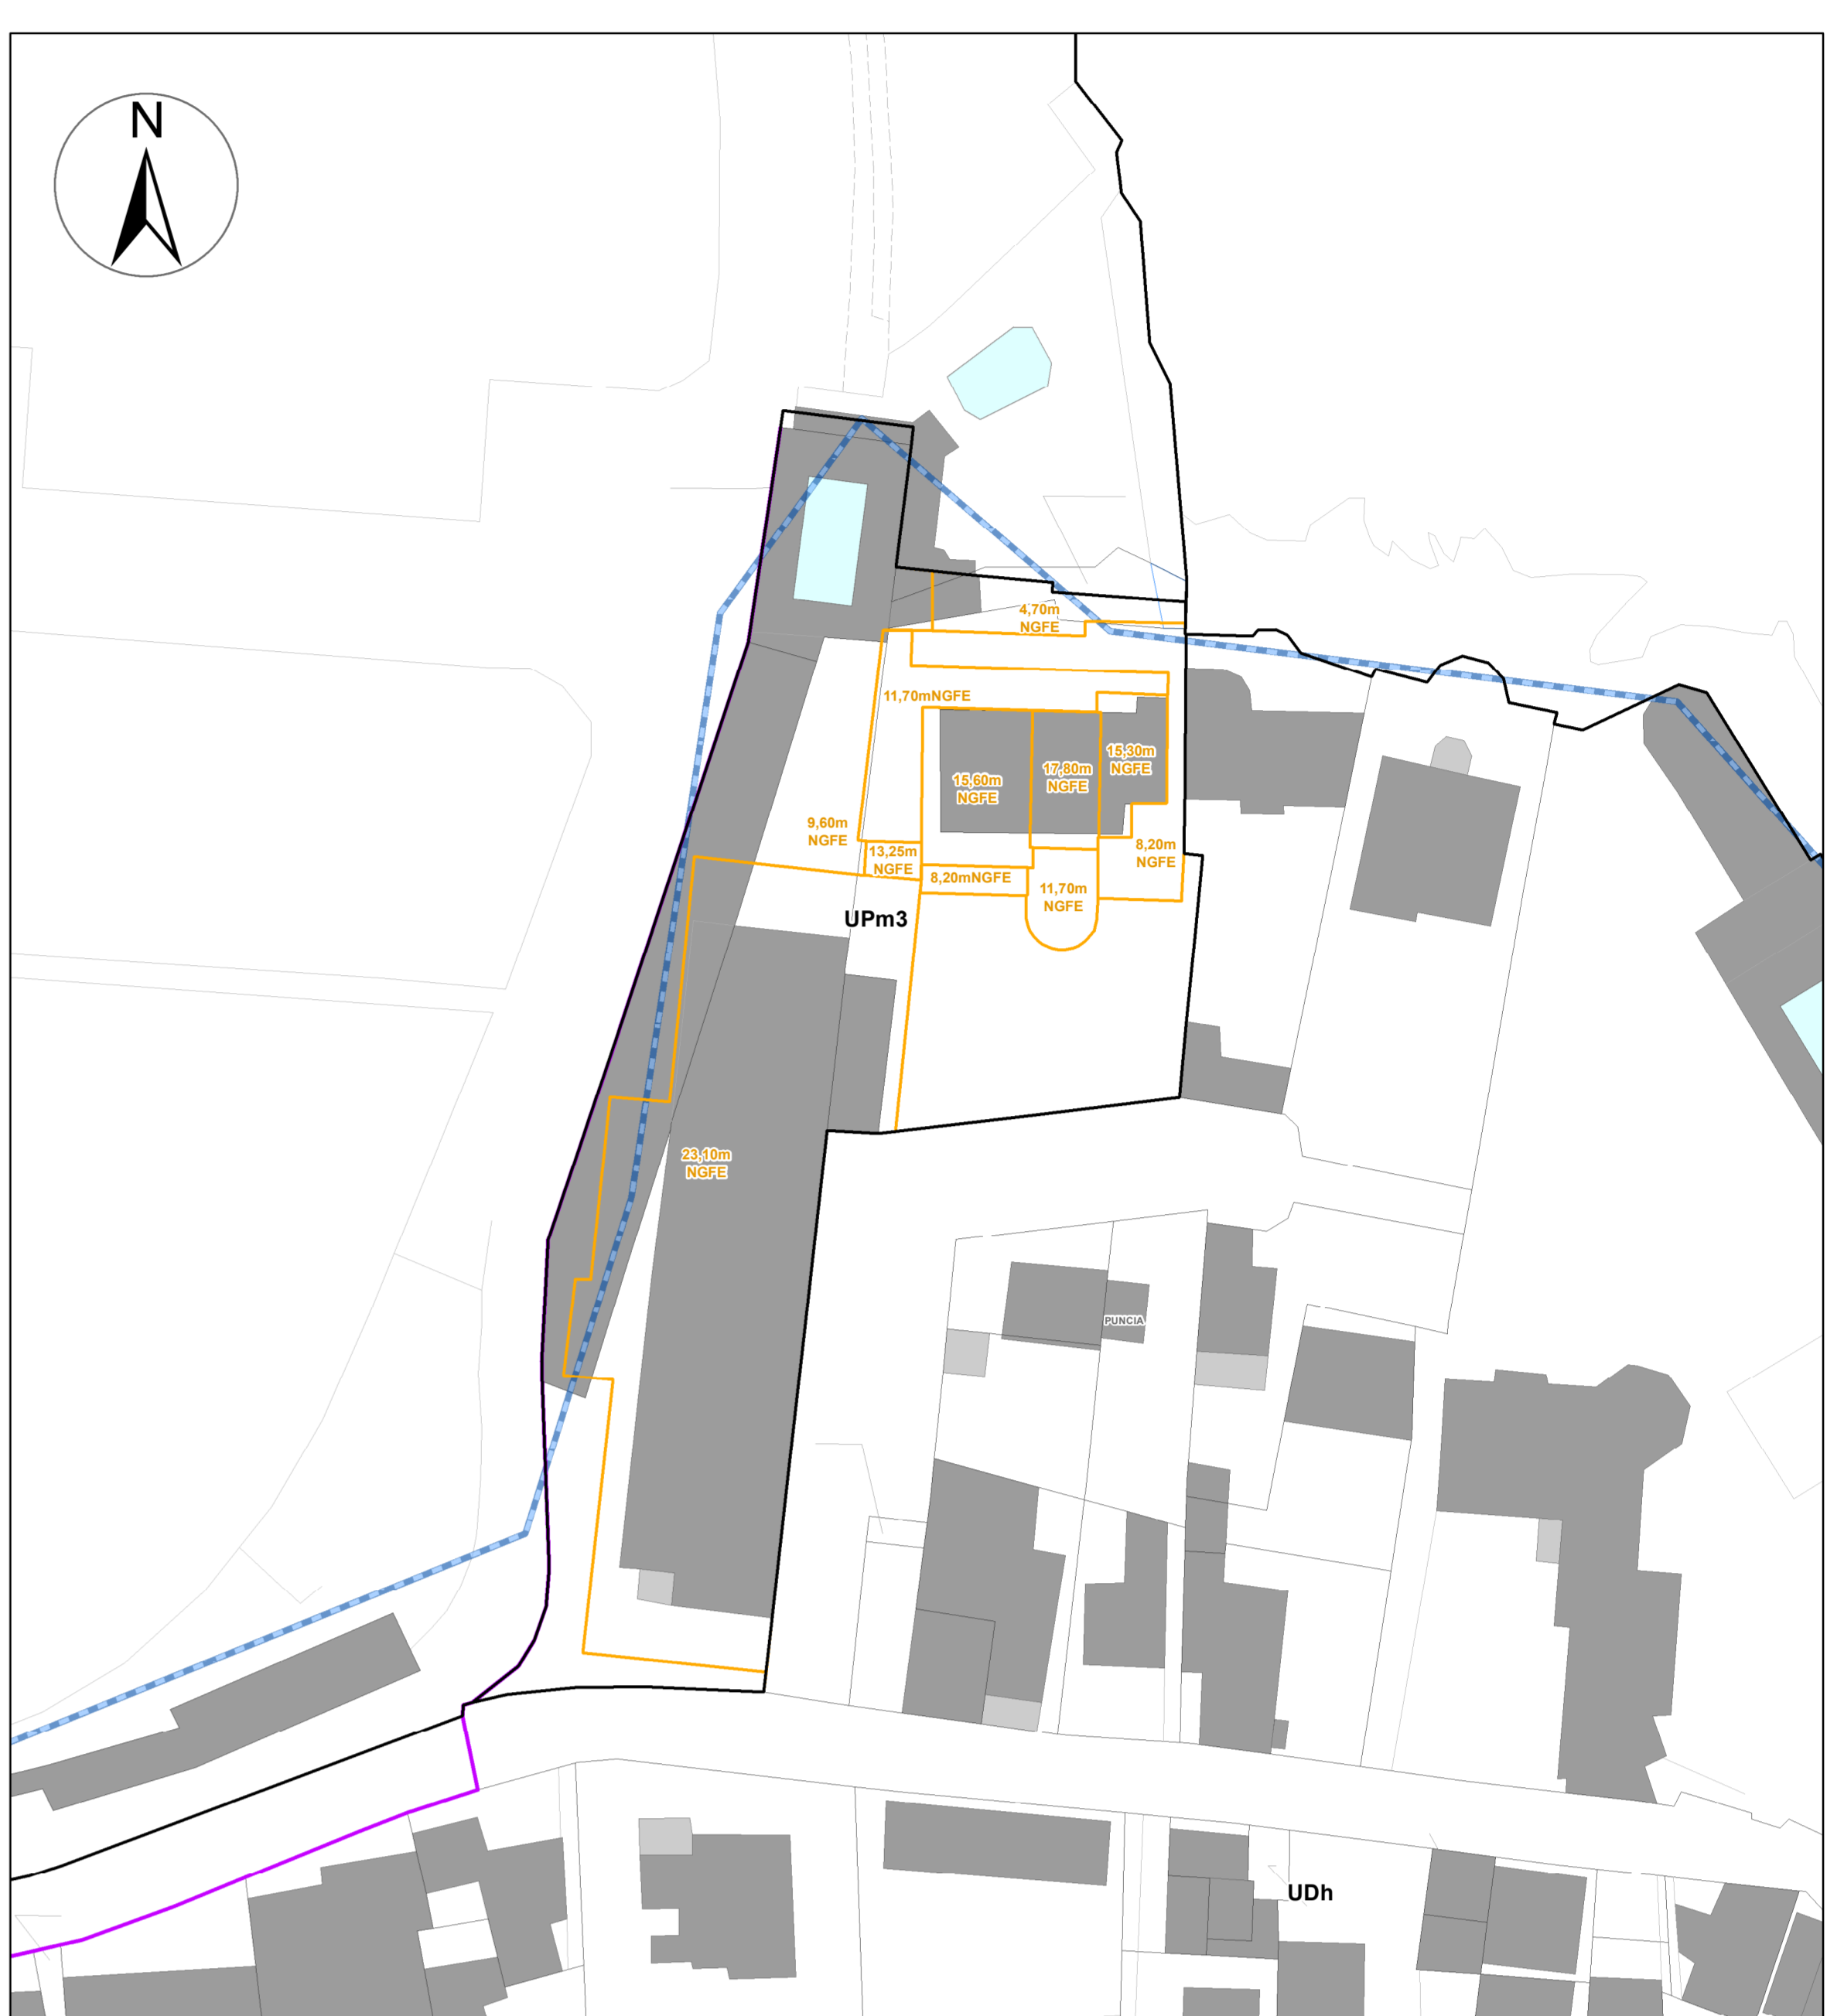 N
4,70m
NGFE
11,70mNGFE
15,30m
NGFE
17,80m
NGFE
15,60m
NGFE
9,60m
NGFE
8,20m
NGFE
13,25m
NGFE
8,20mNGFE
11,70m
NGFE
UPm3
23,10m
NGFE
PUNCIA
UDh